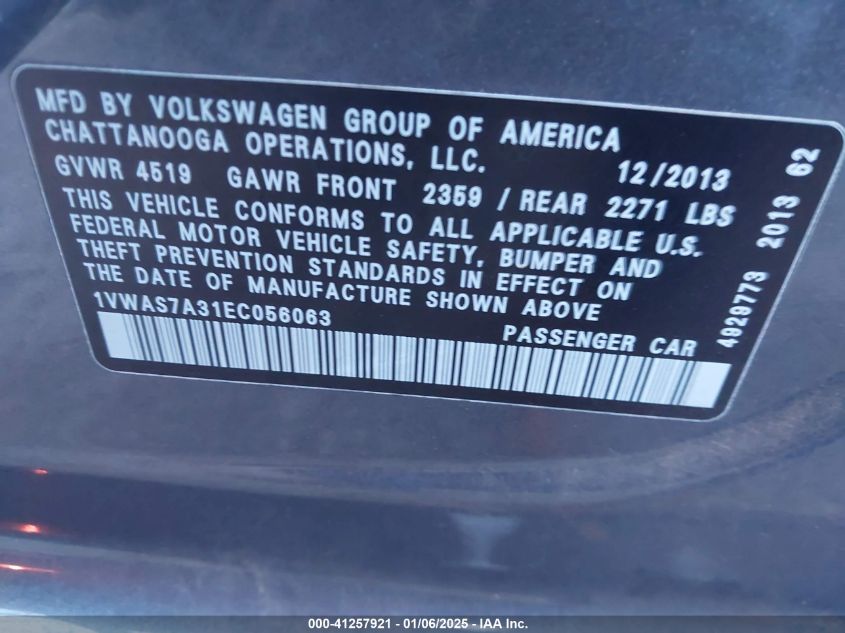 MFD BY VOLKSWAGEN GROUP OF AMERICA
CHATTANOOGA OPERATIONS, LLC.
12/2013
GVWR 4519 GAWR FRONT 2359 / REAR 2271 LBS
THIS VEHICLE CONFORMS TO ALL APPLICABLE U.S.
FEDERAL MOTOR VEHICLE SAFETY, BUMPER AND
THEFT PREVENTION STANDARDS IN EFFECT ON
THE DATE OF MANUFACTURE SHOWN ABOVE
1VWAS7A31EC056063
PASSENGER CAR
4929773 2013 62
000-41257921 - 01/06/2025 - IAA Inc.